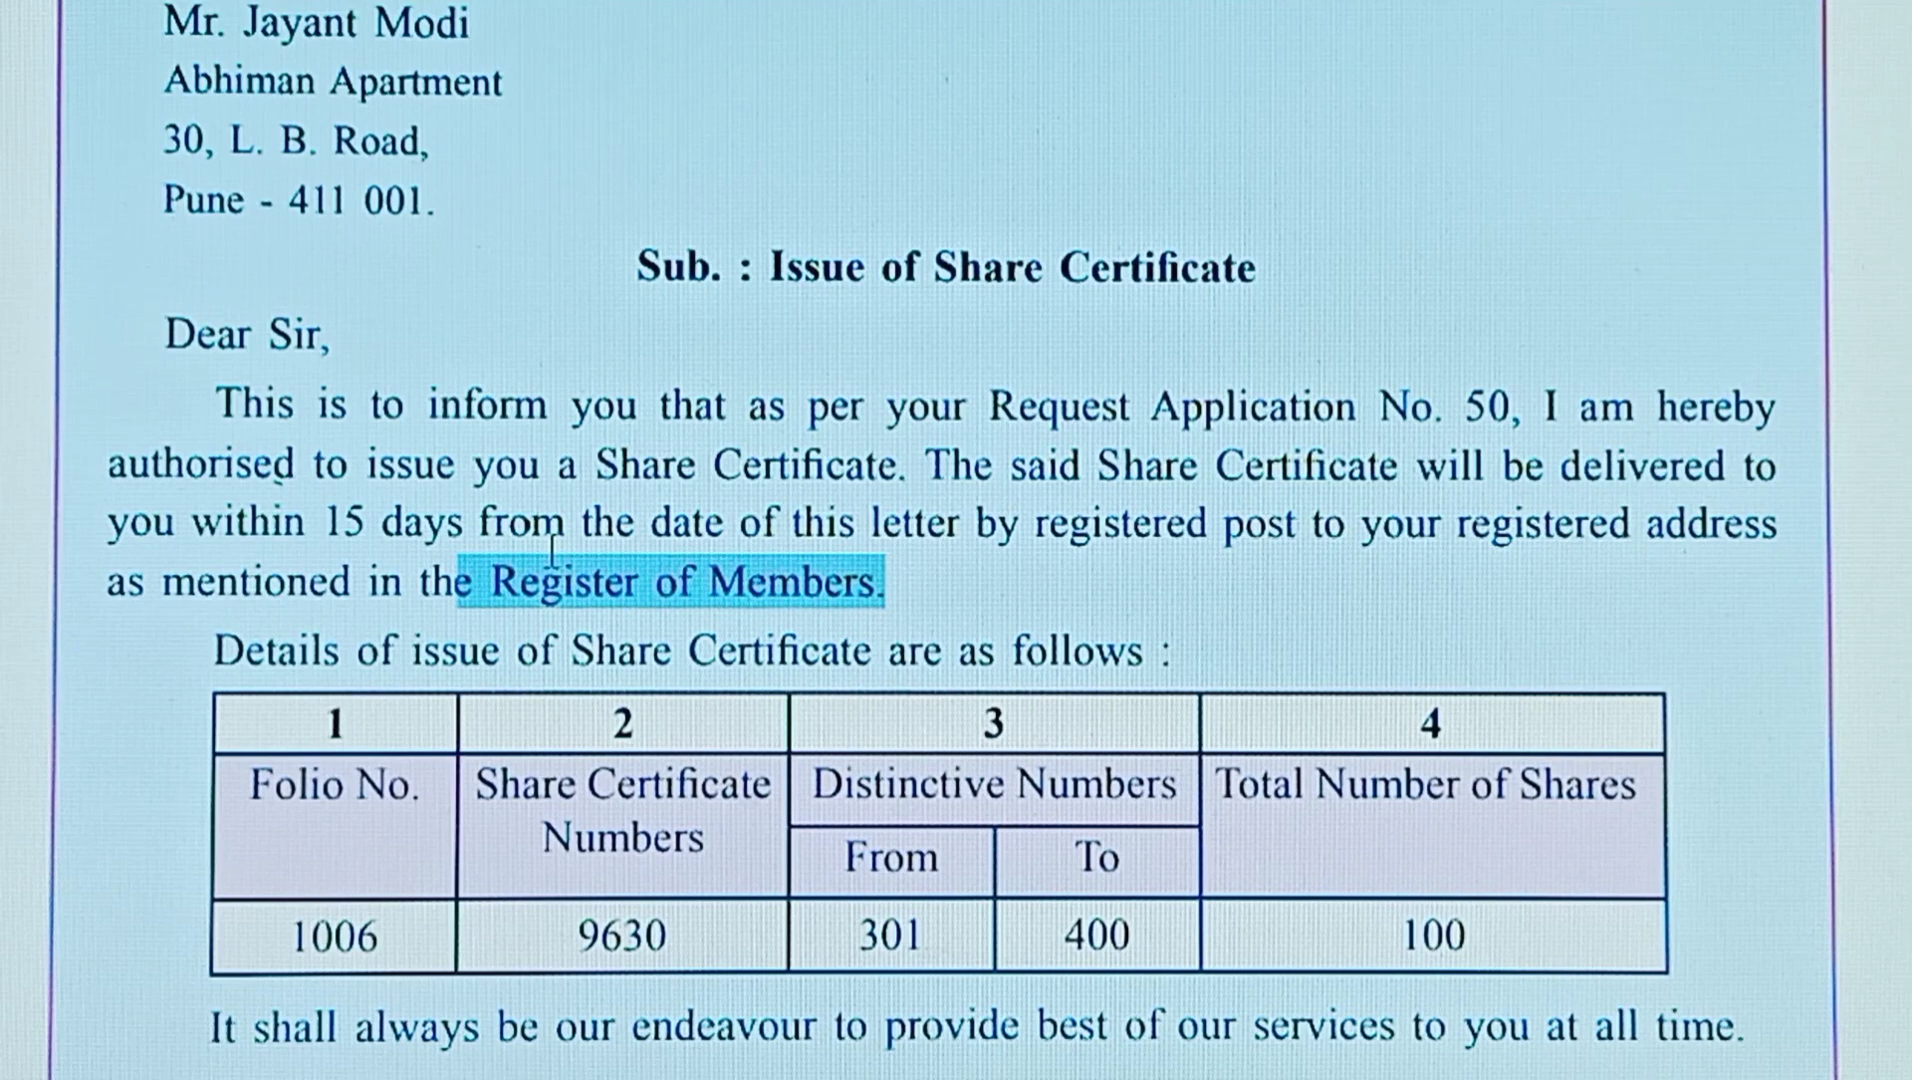 Mr. Jayant Modi
Abhiman Apartment
30, L. B. Road,
Pune - 411 001.
Sub. : Issue of Share Certificate
Dear Sir,
This is to inform you that as per your Request Application No. 50, I am hereby
authorised to issue you a Share Certificate. The said Share Certificate will be delivered to
you within 15 days from the date of this letter by registered post to your registered address
as mentioned in the Register of Members.
Details of issue of Share Certificate are as follows :
1 2 3 4
Folio No. Share Certificate Distinctive Numbers Total Number of Shares
Numbers
From To
1006 9630 301 400 100
It shall always be our endeavour to provide best of our services to you at all time.